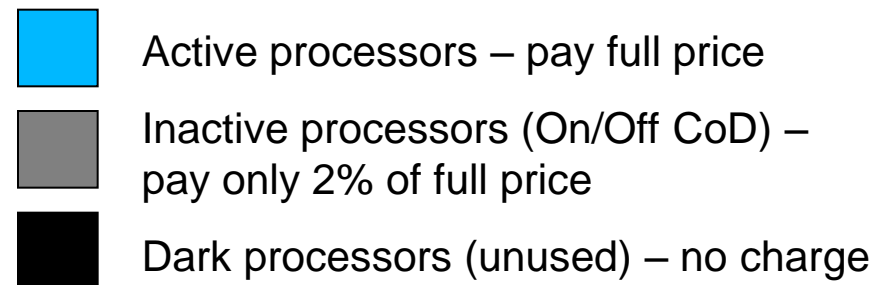 Active processors – pay full price
Inactive processors (On/Off CoD) –
pay only 2% of full price
Dark processors (unused) – no charge